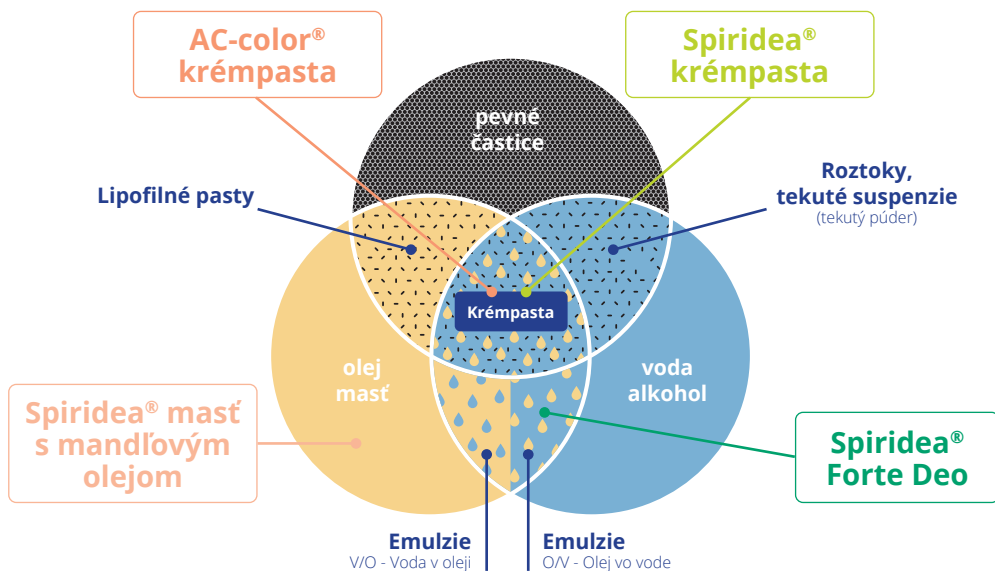 AC-color®
krémpasta
Spiridea®
krémpasta
pevné
častice
Lipofilné pasty
Roztoky,
tekuté suspenzie
(tekutý púder)
Krémpasta
olej
masť
voda
alkohol
Spiridea® masť
s mandľovým
olejom
Spiridea®
Forte Deo
Emulzie
V/O - Voda v oleji
Emulzie
O/V - Olej vo vode